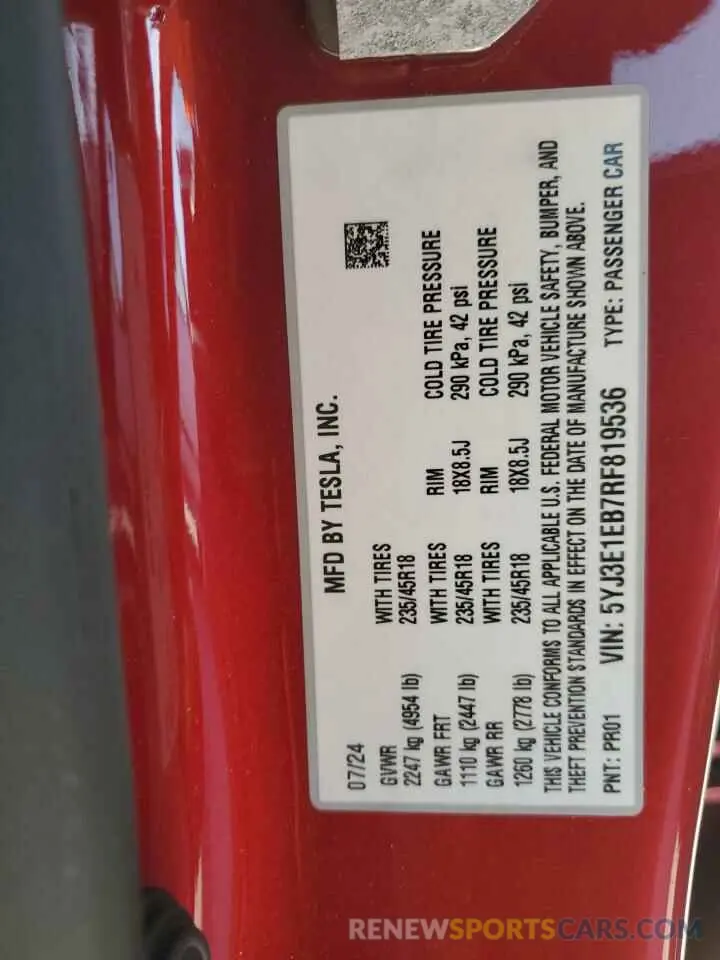 MFD BY TESLA, INC.
07/24
GVWR WITH TIRES
2247 kg (4954 lb) 235/45R18
GAWR FRT WITH TIRES RIM COLD TIRE PRESSURE
1110 kg (2447 lb) 235/45R18 18X8.5J 290 kPa, 42 psi
GAWR RR WITH TIRES RIM COLD TIRE PRESSURE
1260 kg (2778 lb) 235/45R18 18X8.5J 290 kPa, 42 psi
THIS VEHICLE CONFORMS TO ALL APPLICABLE U.S. FEDERAL MOTOR VEHICLE SAFETY, BUMPER, AND
THEFT PREVENTION STANDARDS IN EFFECT ON THE DATE OF MANUFACTURE SHOWN ABOVE.
PNT: PR01 VIN: 5YJ3E1EB7RF819536 TYPE: PASSENGER CAR
RENEWSPORTSCARS.COM